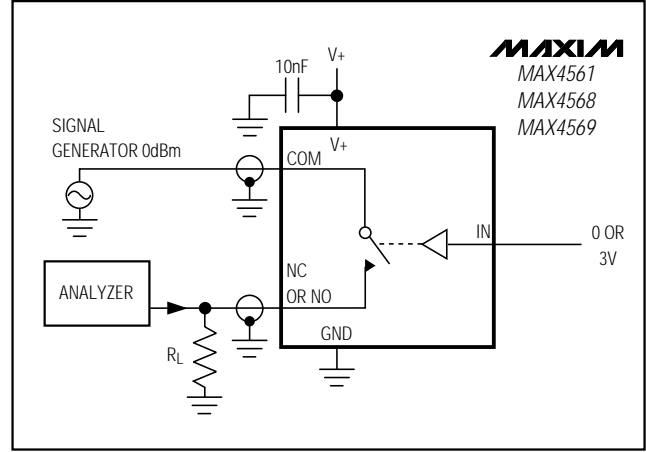 MAXIM
MAX4561
MAX4568
MAX4569
10nF
V+
SIGNAL
GENERATOR 0dBm
V+
COM
IN
0 OR
3V
NC
OR NO
ANALYZER
GND
RL